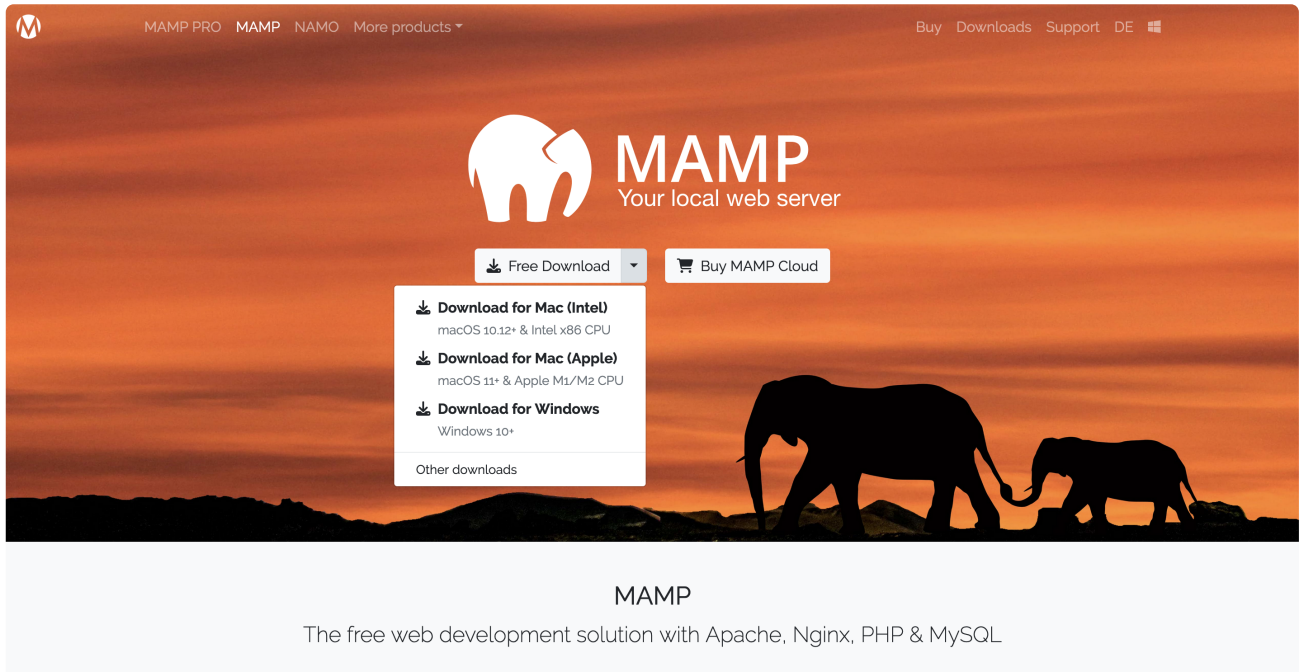 MAMP PRO MAMP NAMO More products Buy Downloads Support DE
MAMP
Your local web server
Free Download Buy MAMP Cloud
Download for Mac (Intel)
macOS 10.12+ & Intel x86 CPU
Download for Mac (Apple)
macOS 11+ & Apple M1/M2 CPU
Download for Windows
Windows 10+
Other downloads
MAMP
The free web development solution with Apache, Nginx, PHP & MySQL